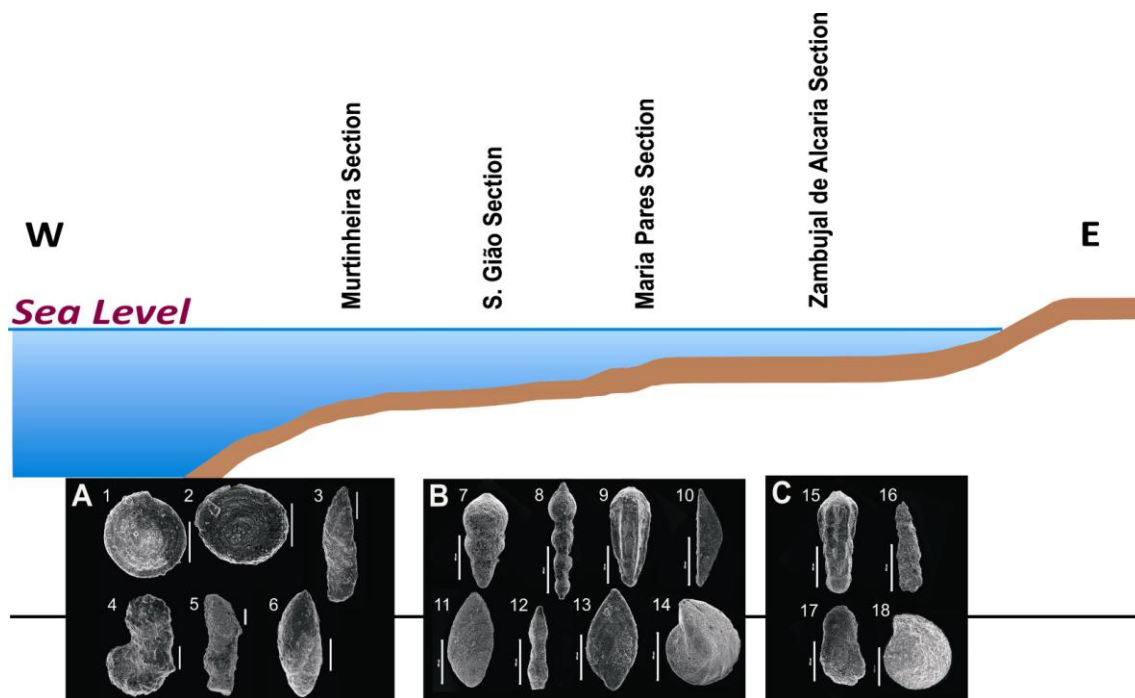 Murtinheira Section
S. Gião Section
Maria Pares Section
Zambujal de Alcaria Section
W
E
Sea Level
A
1
2
3
4
5
6
B
7
8
9
10
11
12
13
14
C
15
16
17
18